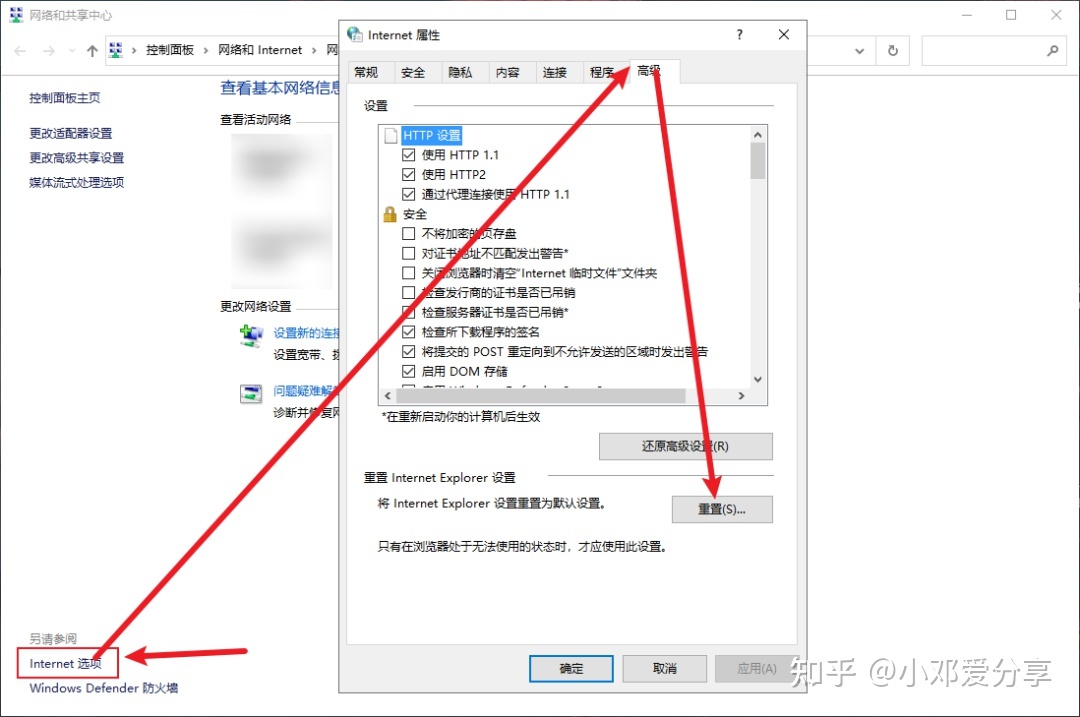 网络和共享中心
控制面板 › 网络和 Internet › 网
控制面板主页
更改适配器设置
更改高级共享设置
媒体流式处理选项
查看基本网络信息
查看活动网络
更改网络设置
设置新的连接
设置宽带、拨
问题疑难解
诊断并修复网
另请参阅
Internet 选项
Windows Defender 防火墙
Internet 属性
常规 安全 隐私 内容 连接 程序 高级
设置
HTTP 设置
使用 HTTP 1.1
使用 HTTP2
通过代理连接使用 HTTP 1.1
安全
不将加密的页存盘
对证书地址不匹配发出警告*
关闭浏览器时清空"Internet 临时文件"文件夹
检查发行商的证书是否已吊销
检查服务器证书是否已吊销*
检查所下载程序的签名
将提交的 POST 重定向到不允许发送的区域时发出警告
启用 DOM 存储
*在重新启动你的计算机后生效
还原高级设置(R)
重置 Internet Explorer 设置
将 Internet Explorer 设置重置为默认设置。
重置(S)...
只有在浏览器处于无法使用的状态时，才应使用此设置。
确定 取消 应用(A)
知乎 @小邓爱分享